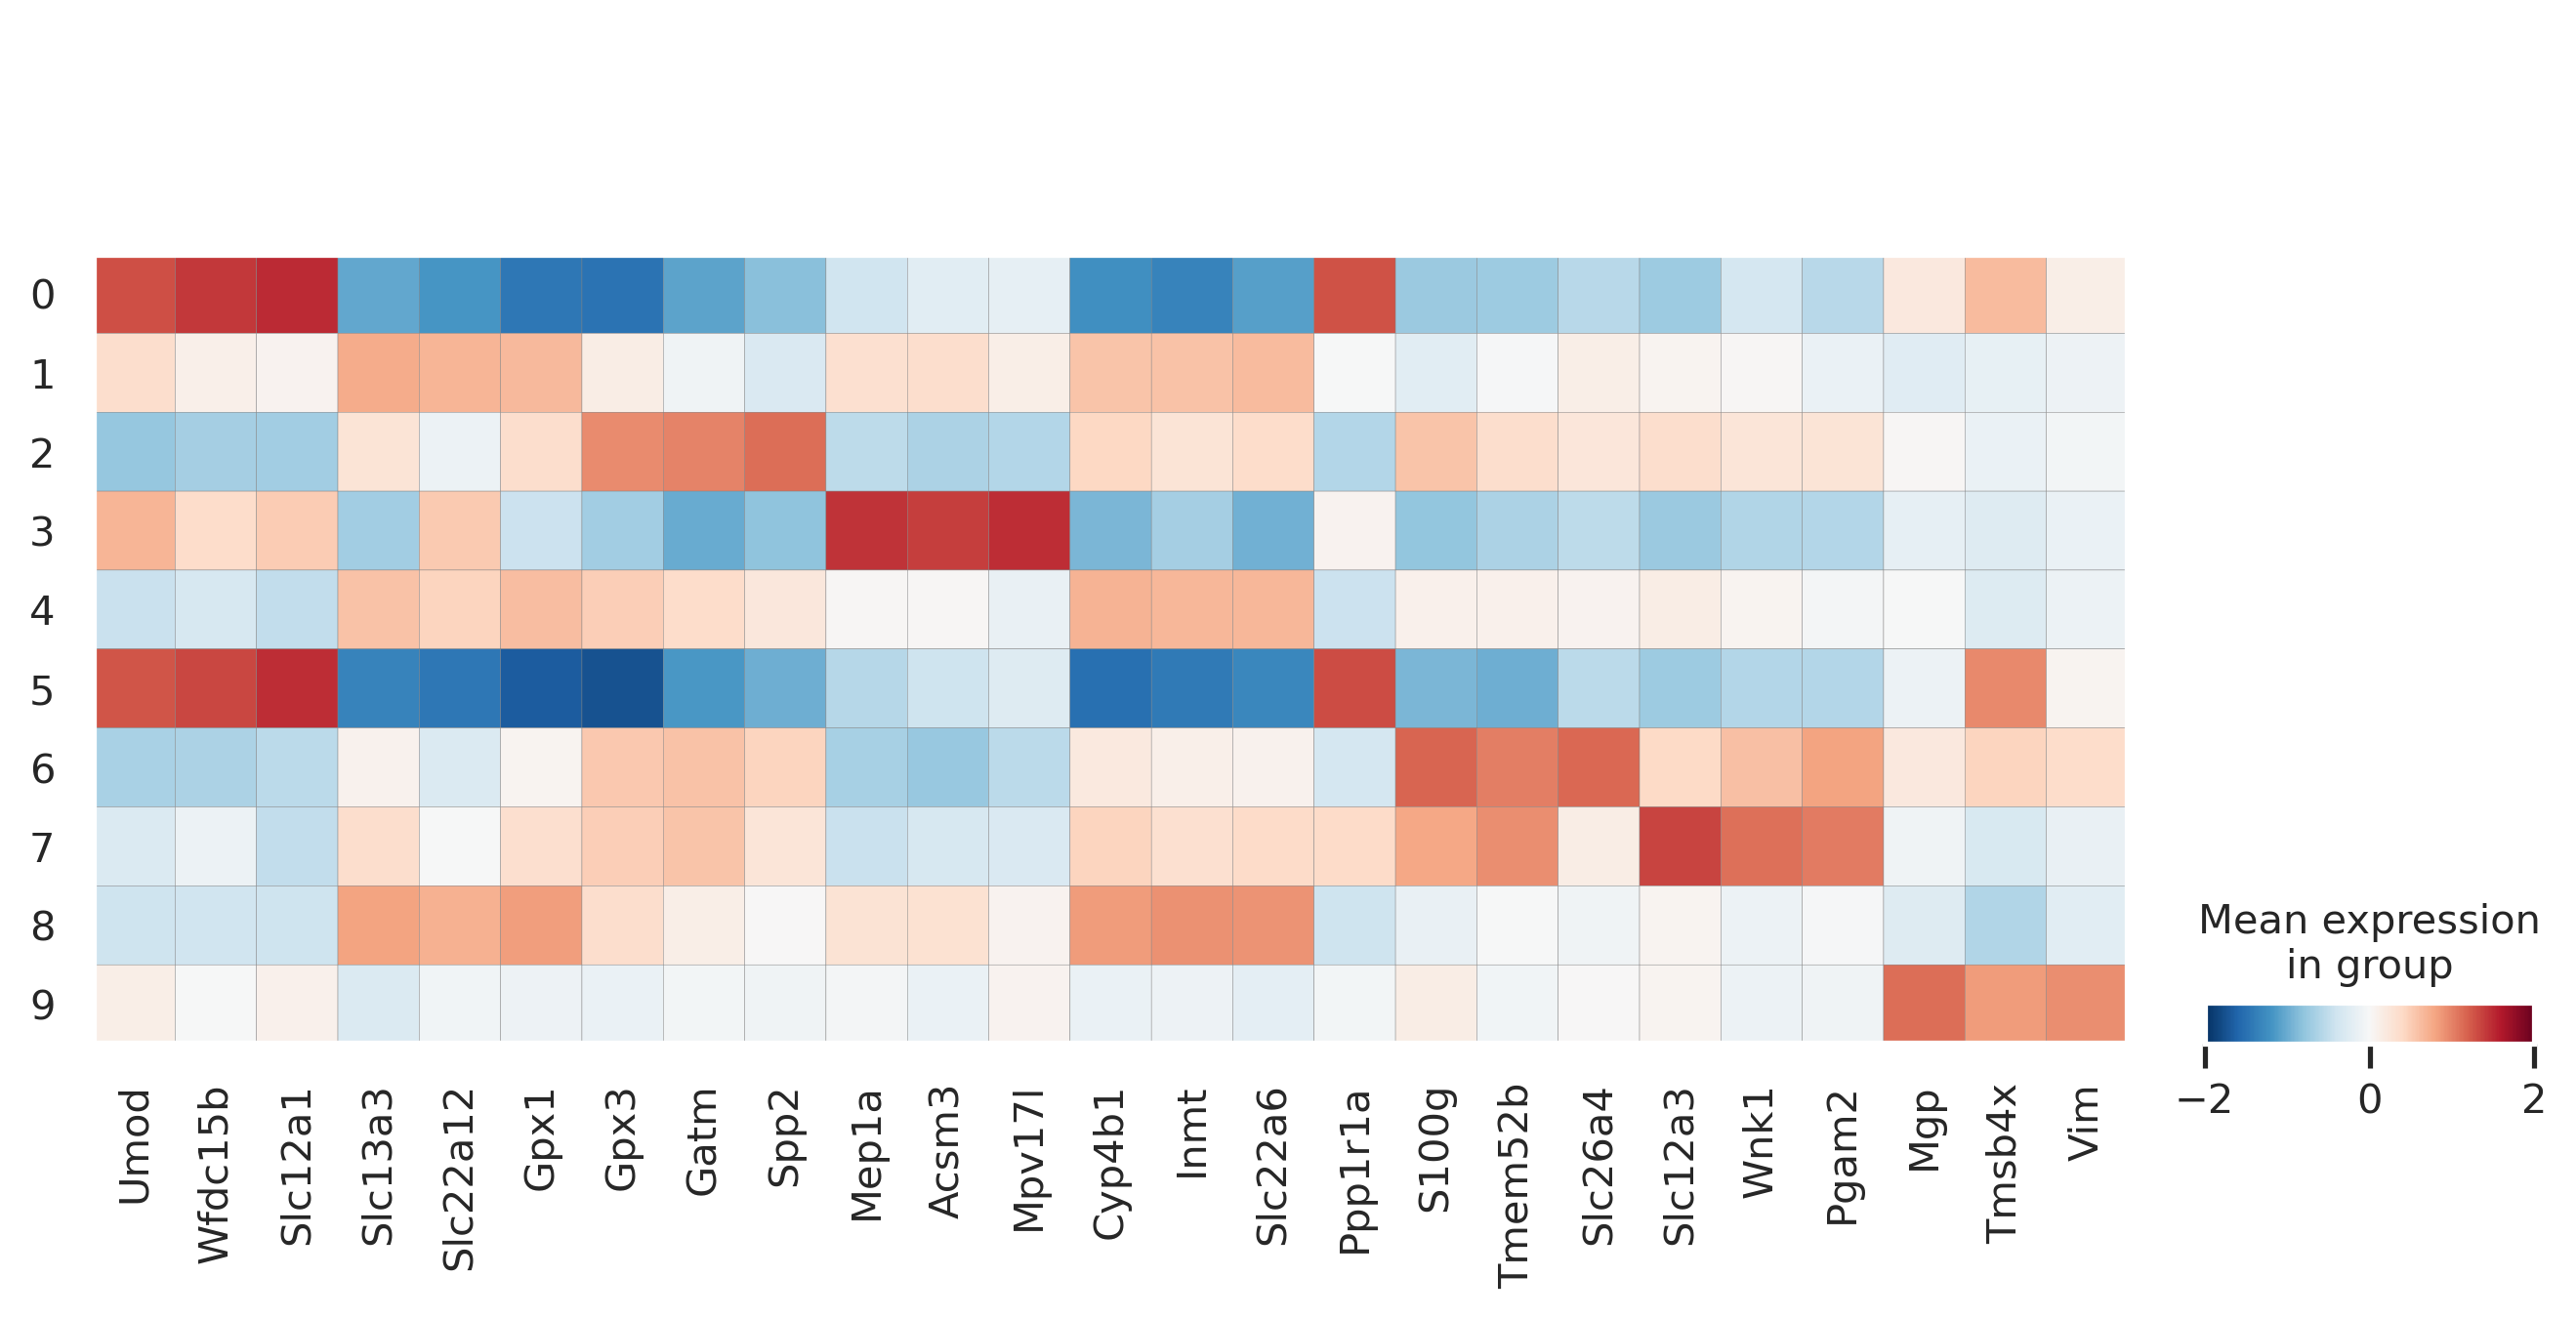 0
1
2
3
4
5
6
7
8
9
Umod
Wfdc15b
Slc12a1
Slc13a3
Slc22a12
Gpx1
Gpx3
Gatm
Spp2
Mep1a
Acsm3
Mpv17l
Cyp4b1
Inmt
Slc22a6
Ppp1r1a
S100g
Tmem52b
Slc26a4
Slc12a3
Wnk1
Pgam2
Mgp
Tmsb4x
Vim
Mean expression
in group
−2 0 2